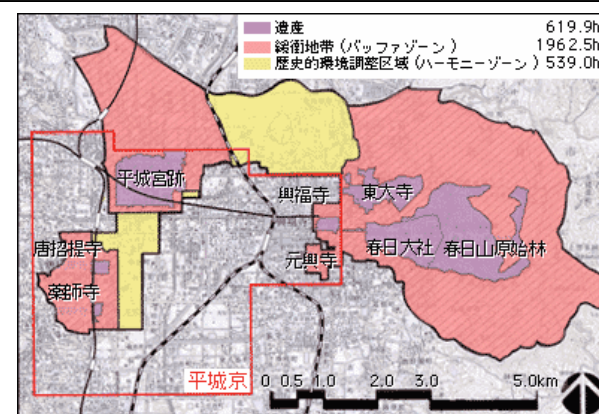 遺産 619.9h
緩衝地帯(バッファゾーン) 1962.5h
歴史的環境調整区域(ハーモニーゾーン) 539.0h
平城宮跡
興福寺
東大寺
唐招提寺
元興寺
春日大社
春日山原始林
薬師寺
平城京
0 0.5 1.0 2.0 3.0 5.0km